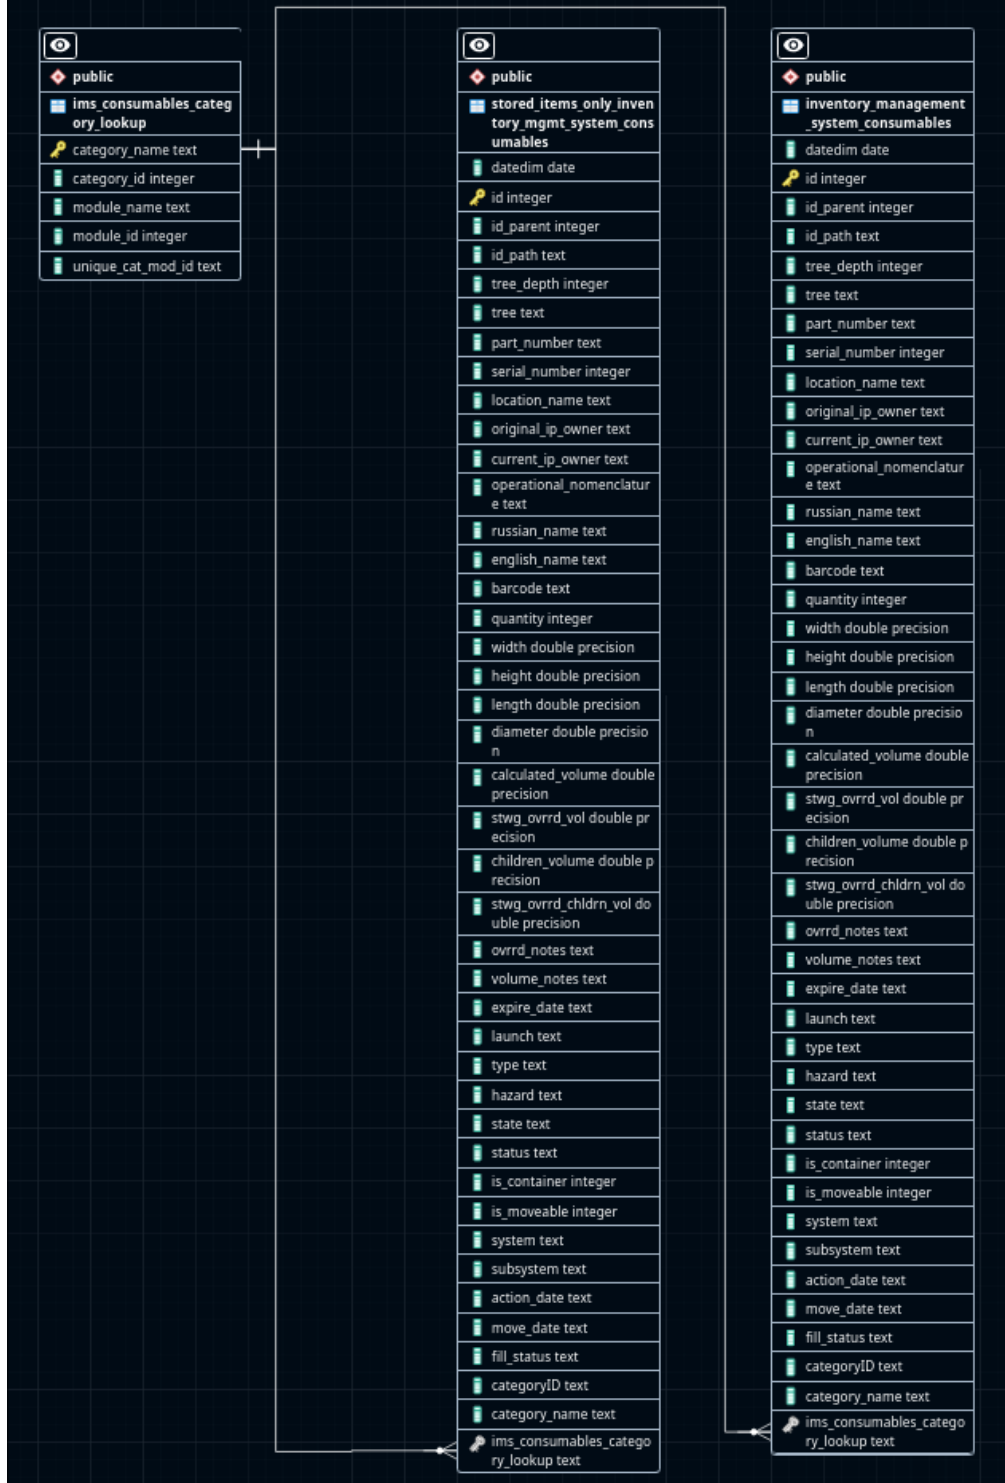 public
ims_consumables_categ
ory_lookup
category_name text
category_id integer
module_name text
module_id integer
unique_cat_mod_id text
public
stored_items_only_inven
tory_mgmt_system_cons
umables
datedim date
id integer
id_parent integer
id_path text
tree_depth integer
tree text
part_number text
serial_number integer
location_name text
original_ip_owner text
current_ip_owner text
operational_nomenclatur
e text
russian_name text
english_name text
barcode text
quantity integer
width double precision
height double precision
length double precision
diameter double precisio
n
calculated_volume double
precision
stwg_ovrrd_vol double pr
ecision
children_volume double p
recision
stwg_ovrrd_chldrn_vol do
uble precision
ovrrd_notes text
volume_notes text
expire_date text
launch text
type text
hazard text
state text
status text
is_container integer
is_moveable integer
system text
subsystem text
action_date text
move_date text
fill_status text
categoryID text
category_name text
ims_consumables_catego
ry_lookup text
public
inventory_management
_system_consumables
datedim date
id integer
id_parent integer
id_path text
tree_depth integer
tree text
part_number text
serial_number integer
location_name text
original_ip_owner text
current_ip_owner text
operational_nomenclatur
e text
russian_name text
english_name text
barcode text
quantity integer
width double precision
height double precision
length double precision
diameter double precisio
n
calculated_volume double
precision
stwg_ovrrd_vol double pr
ecision
children_volume double p
recision
stwg_ovrrd_chldrn_vol do
uble precision
ovrrd_notes text
volume_notes text
expire_date text
launch text
type text
hazard text
state text
status text
is_container integer
is_moveable integer
system text
subsystem text
action_date text
move_date text
fill_status text
categoryID text
category_name text
ims_consumables_catego
ry_lookup text